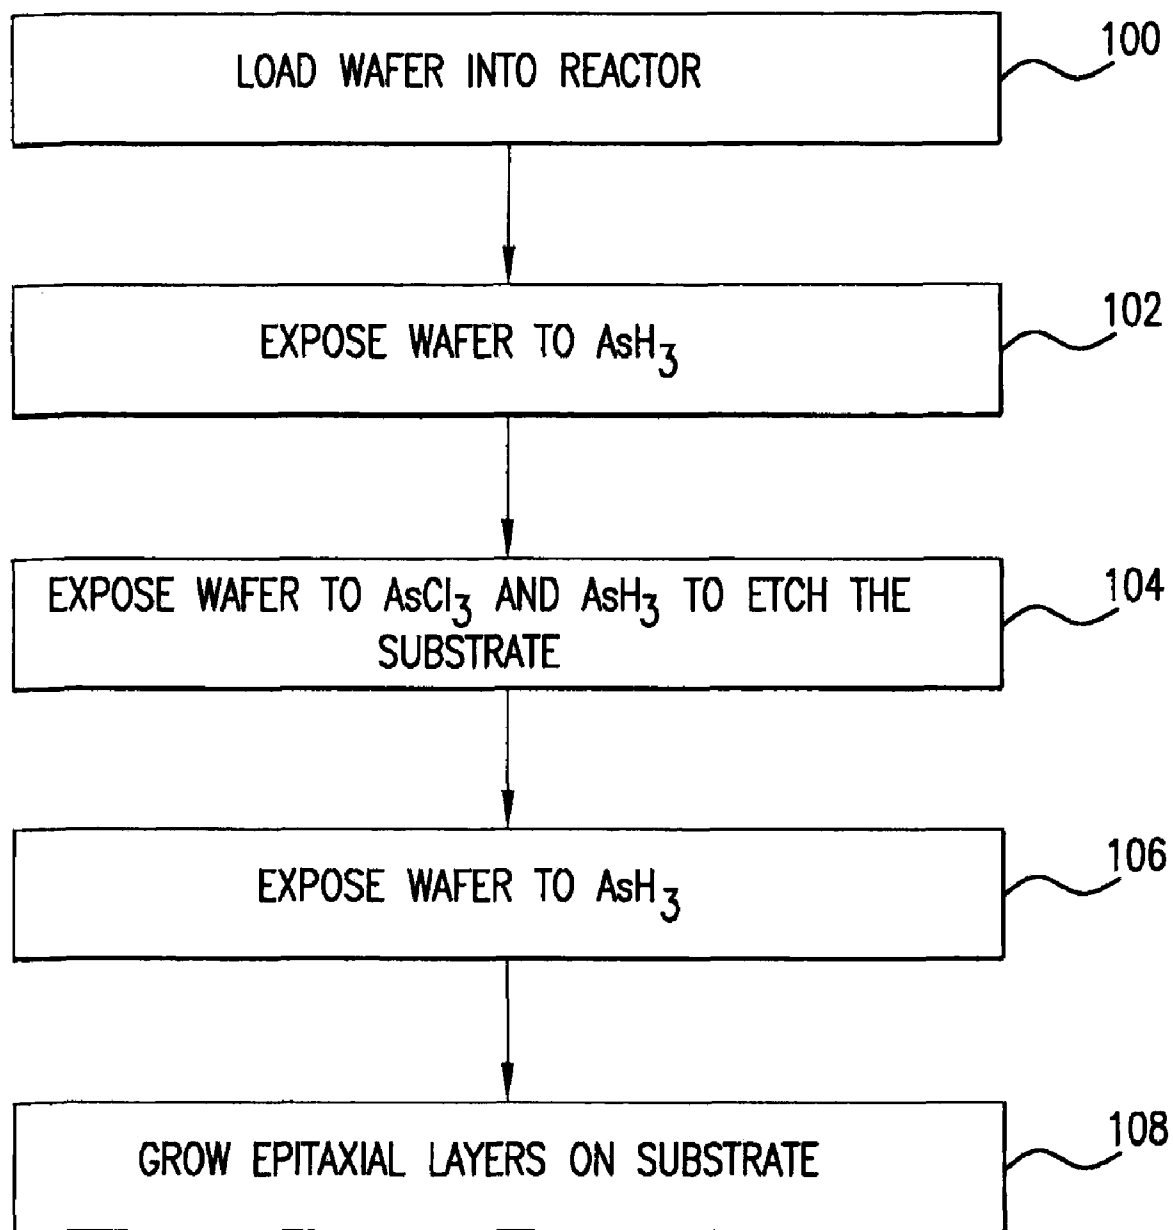 LOAD WAFER INTO REACTOR
100
EXPOSE WAFER TO AsH3
102
EXPOSE WAFER TO AsCl3 AND AsH3 TO ETCH THE
SUBSTRATE
104
EXPOSE WAFER TO AsH3
106
GROW EPITAXIAL LAYERS ON SUBSTRATE
108